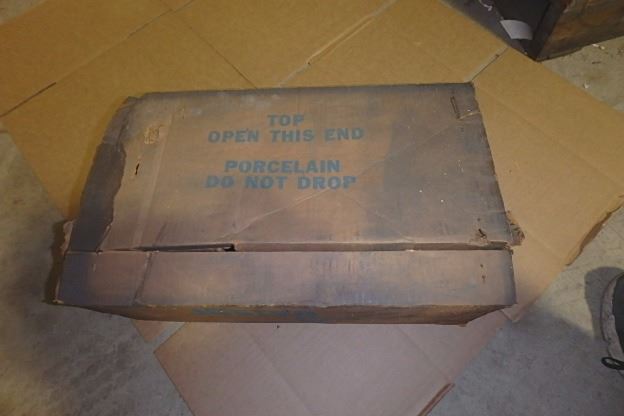 TOP
OPEN THIS END
PORCELAIN
DO NOT DROP